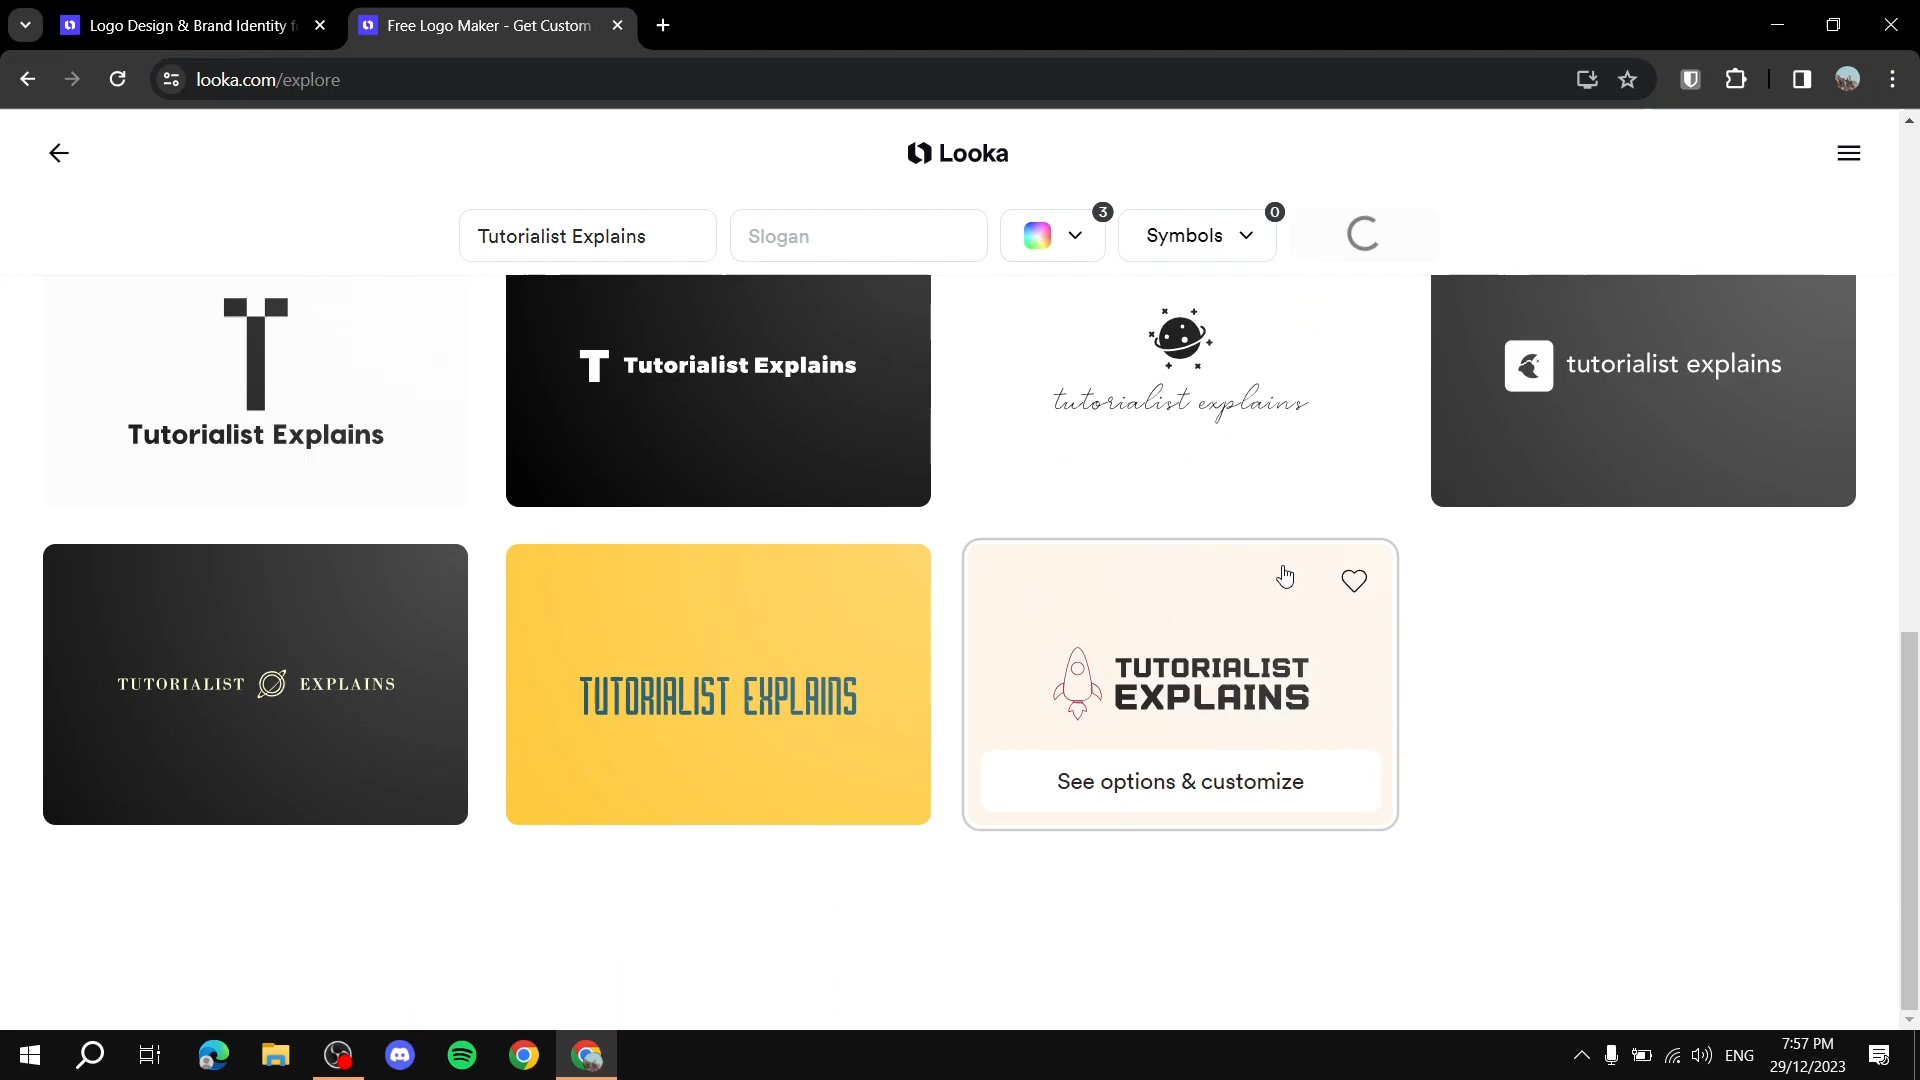 Logo Design & Brand Identity f
Free Logo Maker - Get Custom
looka.com/explore
Looka
Tutorialist Explains
Slogan
3
Symbols
0
Tutorialist Explains
T Tutorialist Explains
tutorialist explains
tutorialist explains
TUTORIALIST EXPLAINS
TUTORIALIST EXPLAINS
TUTORIALIST
EXPLAINS
See options & customize
ENG
7:57 PM
29/12/2023